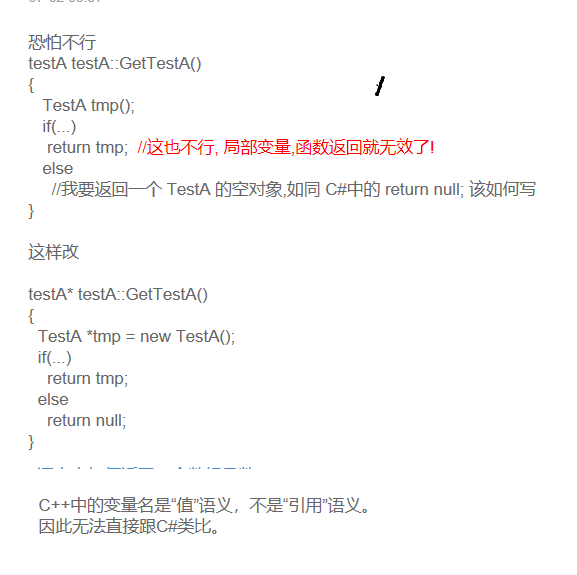 恐怕不行
testA testA::GetTestA()
{
TestA tmp();
if(...)
return tmp; //这也不行, 局部变量,函数返回就无效了!
else
//我要返回一个 TestA 的空对象,如同 C#中的 return null; 该如何写
}
这样改
testA* testA::GetTestA()
{
TestA *tmp = new TestA();
if(...)
return tmp;
else
return null;
}
C++中的变量名是“值”语义，不是“引用”语义。
因此无法直接跟C#类比。